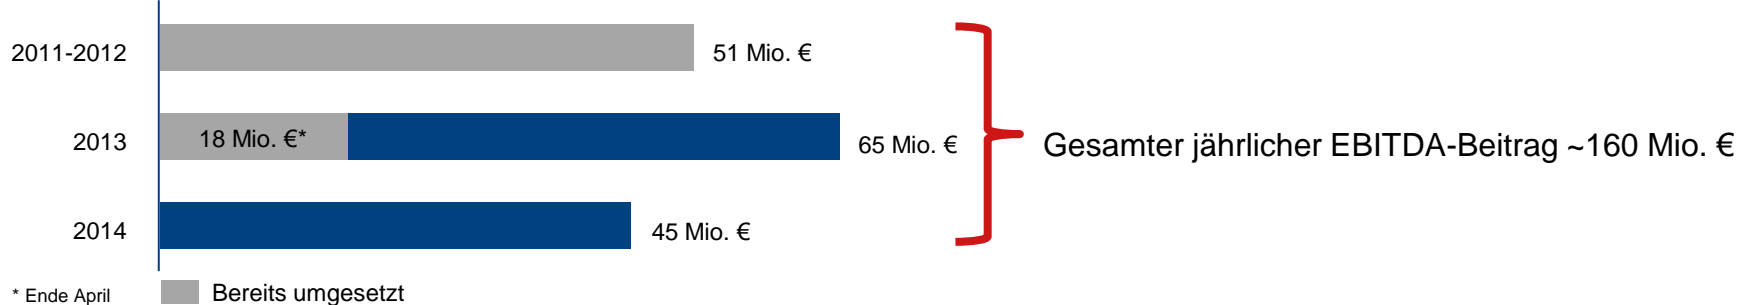 2011-2012
51 Mio. €
2013
18 Mio. €*
65 Mio. €
Gesamter jährlicher EBITDA-Beitrag ~160 Mio. €
2014
45 Mio. €
* Ende April
Bereits umgesetzt